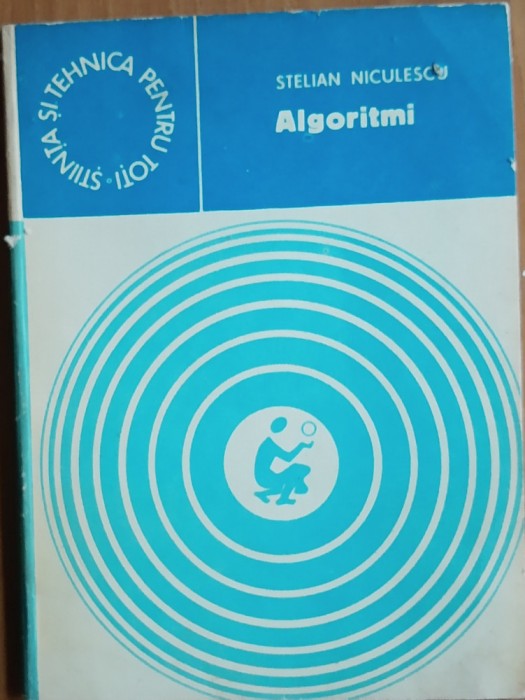 ȘTIINȚA ȘI TEHNICA PENTRU TOȚI ·
STELIAN NICULESCU
Algoritmi